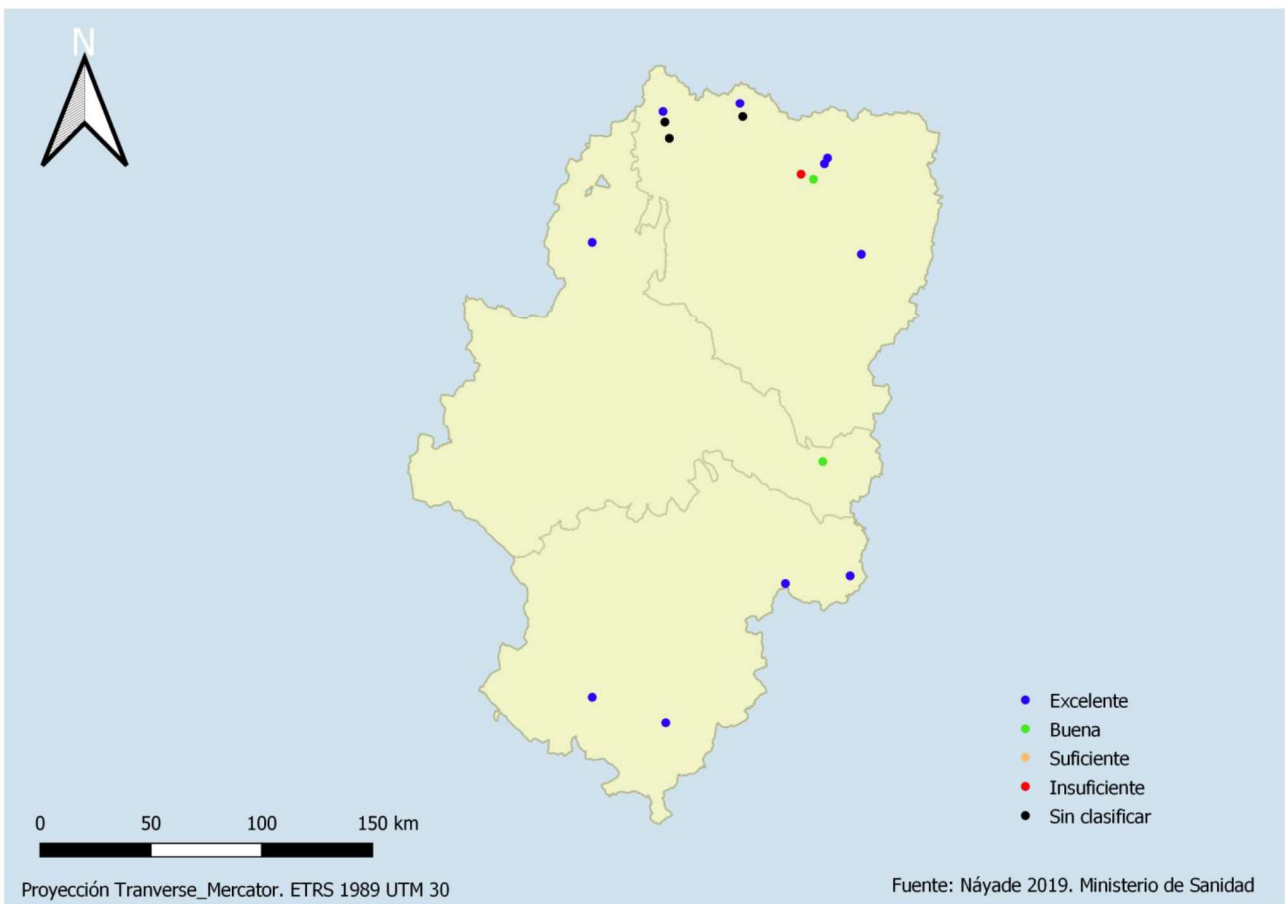 N
Excelente
Buena
Suficiente
Insuficiente
Sin clasificar
0 50 100 150 km
Proyección Tranverse_Mercator. ETRS 1989 UTM 30
Fuente: Náyade 2019. Ministerio de Sanidad